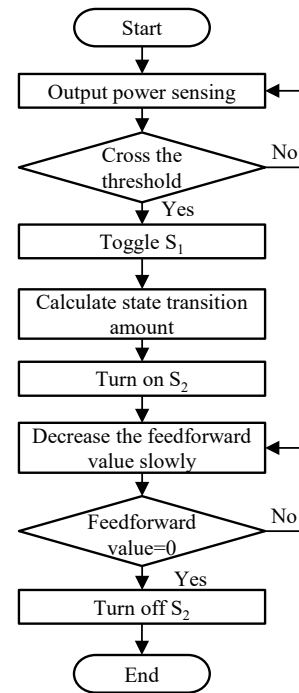 Start
Output power sensing
Cross the
threshold
No
Yes
Toggle S₁
Calculate state transition
amount
Turn on S₂
Decrease the feedforward
value slowly
Feedforward
value=0
No
Yes
Turn off S₂
End